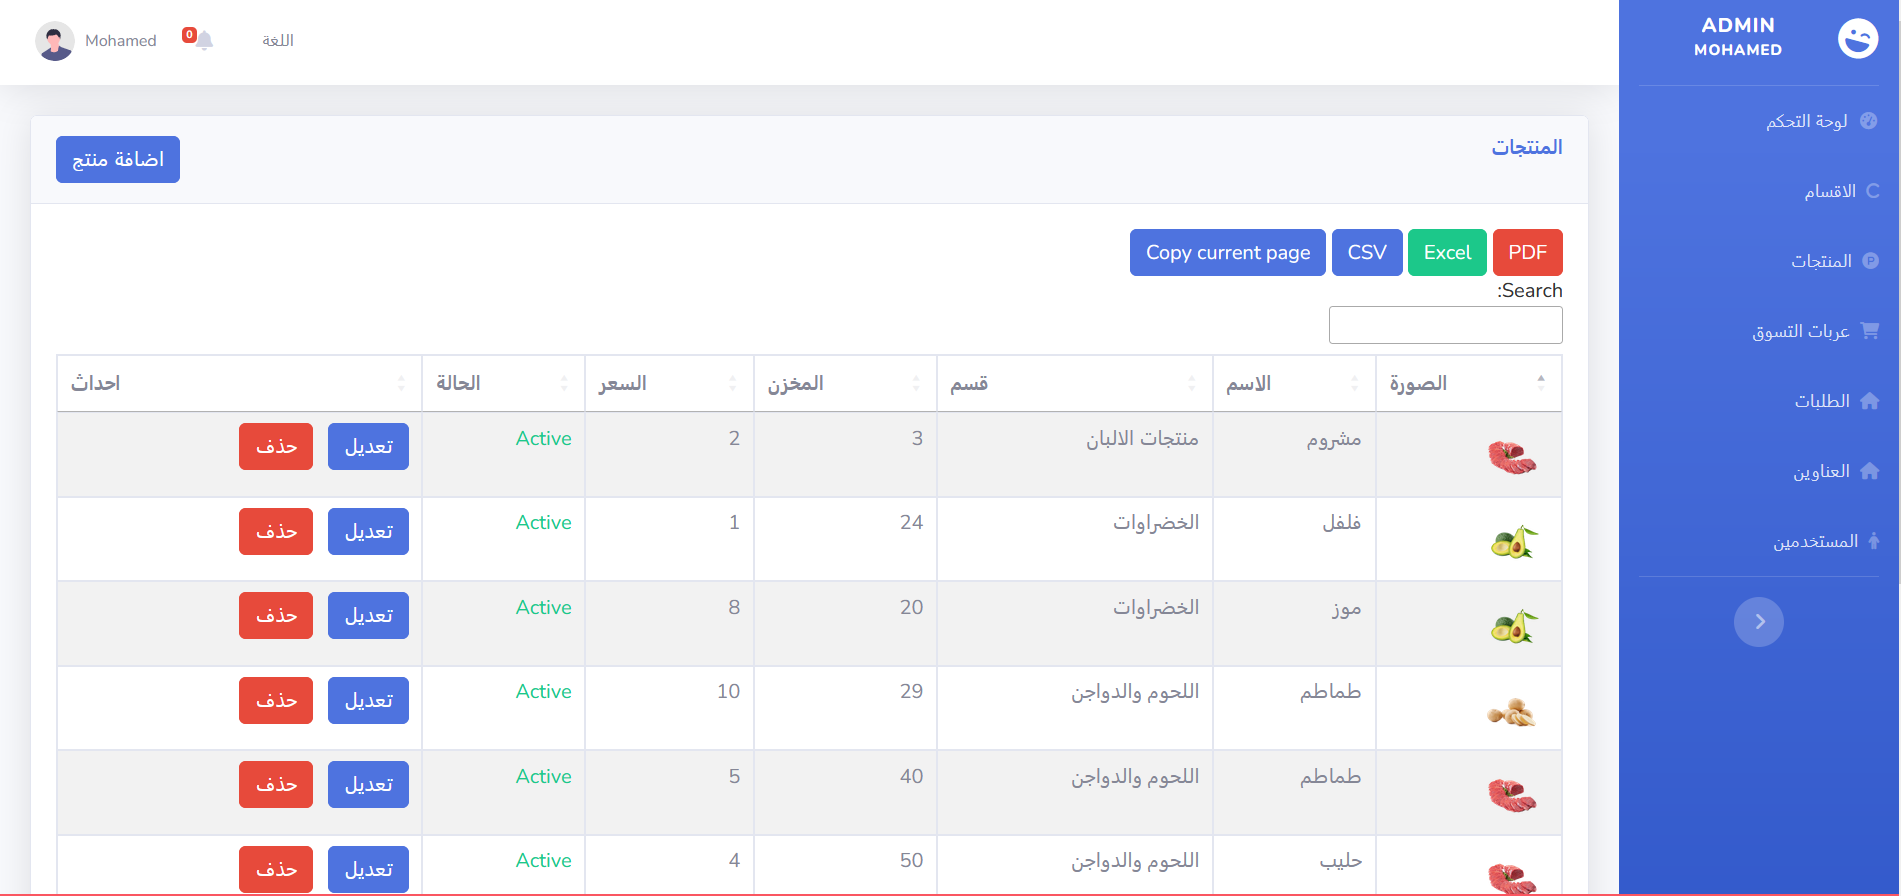 ADMIN
MOHAMED
لوحة التحكم
الاقسام
المنتجات
عربات التسوق
الطلبات
العناوين
المستخدمين
اللغة
0
Mohamed
المنتجات
اضافة منتج
PDF Excel CSV Copy current page
Search:
الصورة الاسم قسم المخزن السعر الحالة احداث
مشروم منتجات الالبان 3 2 Active تعديل حذف
فلفل الخضراوات 24 1 Active تعديل حذف
موز الخضراوات 20 8 Active تعديل حذف
طماطم اللحوم والدواجن 29 10 Active تعديل حذف
طماطم اللحوم والدواجن 40 5 Active تعديل حذف
حليب اللحوم والدواجن 50 4 Active تعديل حذف